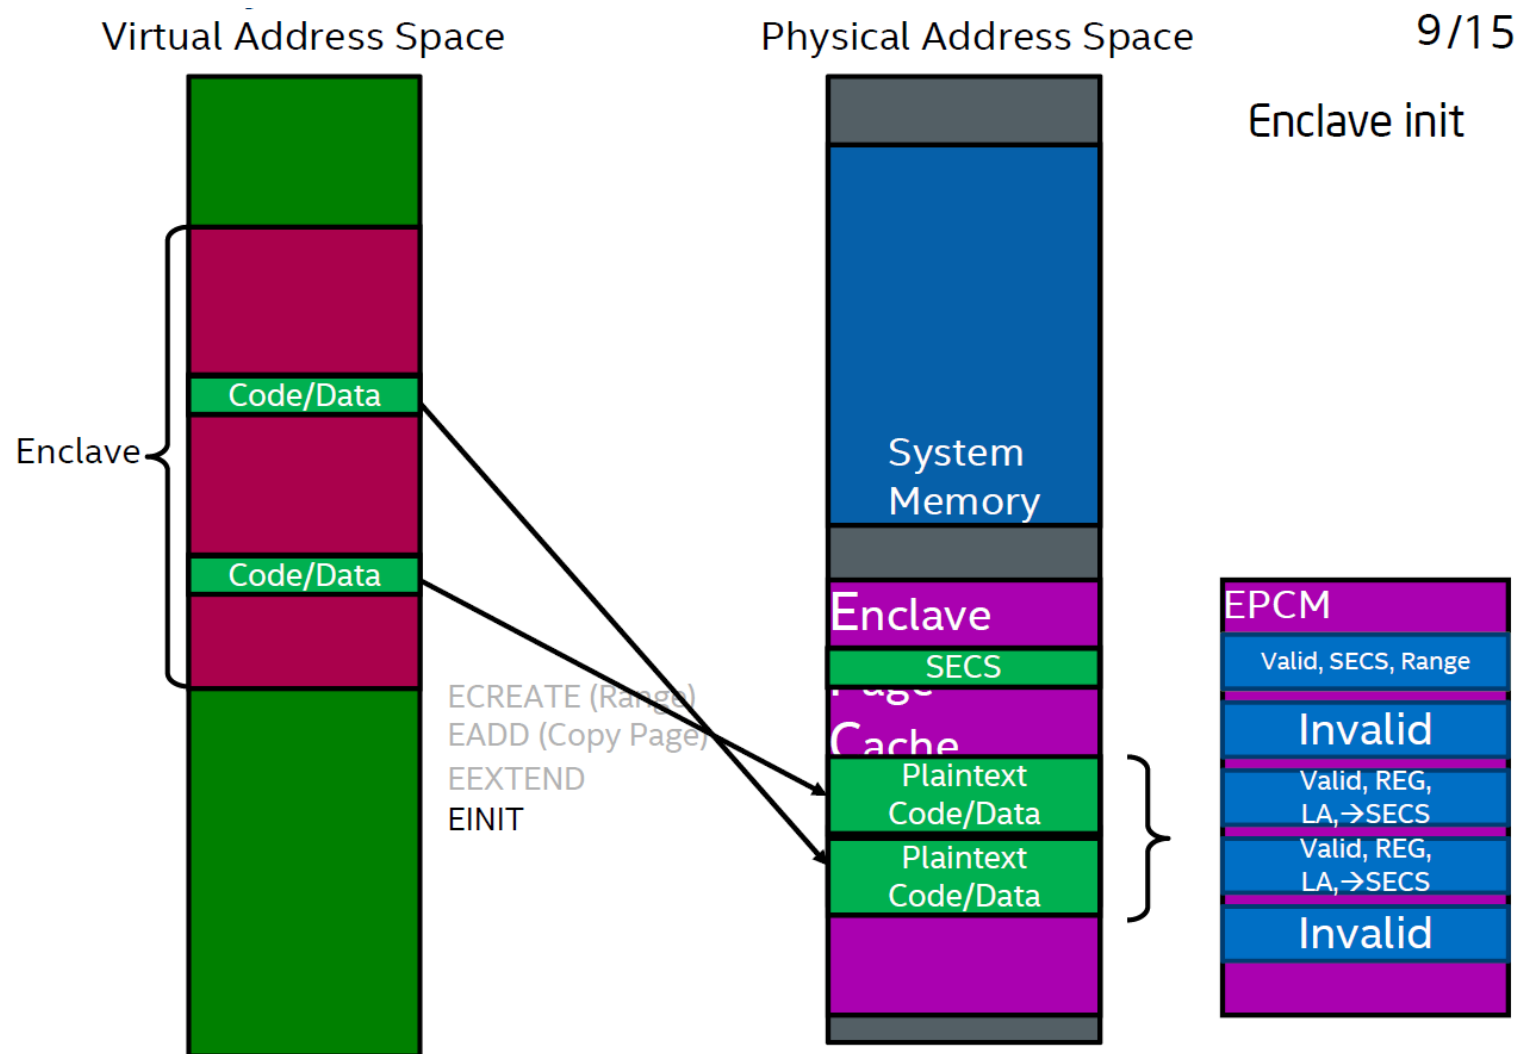 Virtual Address Space
Physical Address Space
9/15
Enclave init
Code/Data
Enclave
System
Memory
Code/Data
Enclave
EPCM
SECS
Valid, SECS, Range
ECREATE (Range)
Page
EADD (Copy Page)
Cache
Invalid
EEXTEND
Plaintext
Code/Data
Valid, REG,
LA,→SECS
EINIT
Plaintext
Code/Data
Valid, REG,
LA,→SECS
Invalid